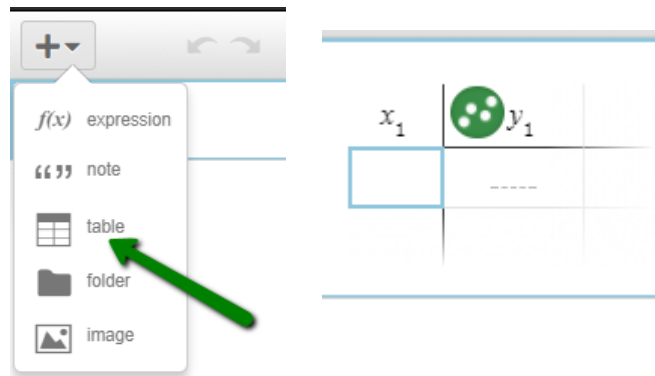 f(x) expression
“” note
table
folder
image
x₁ y₁
-----